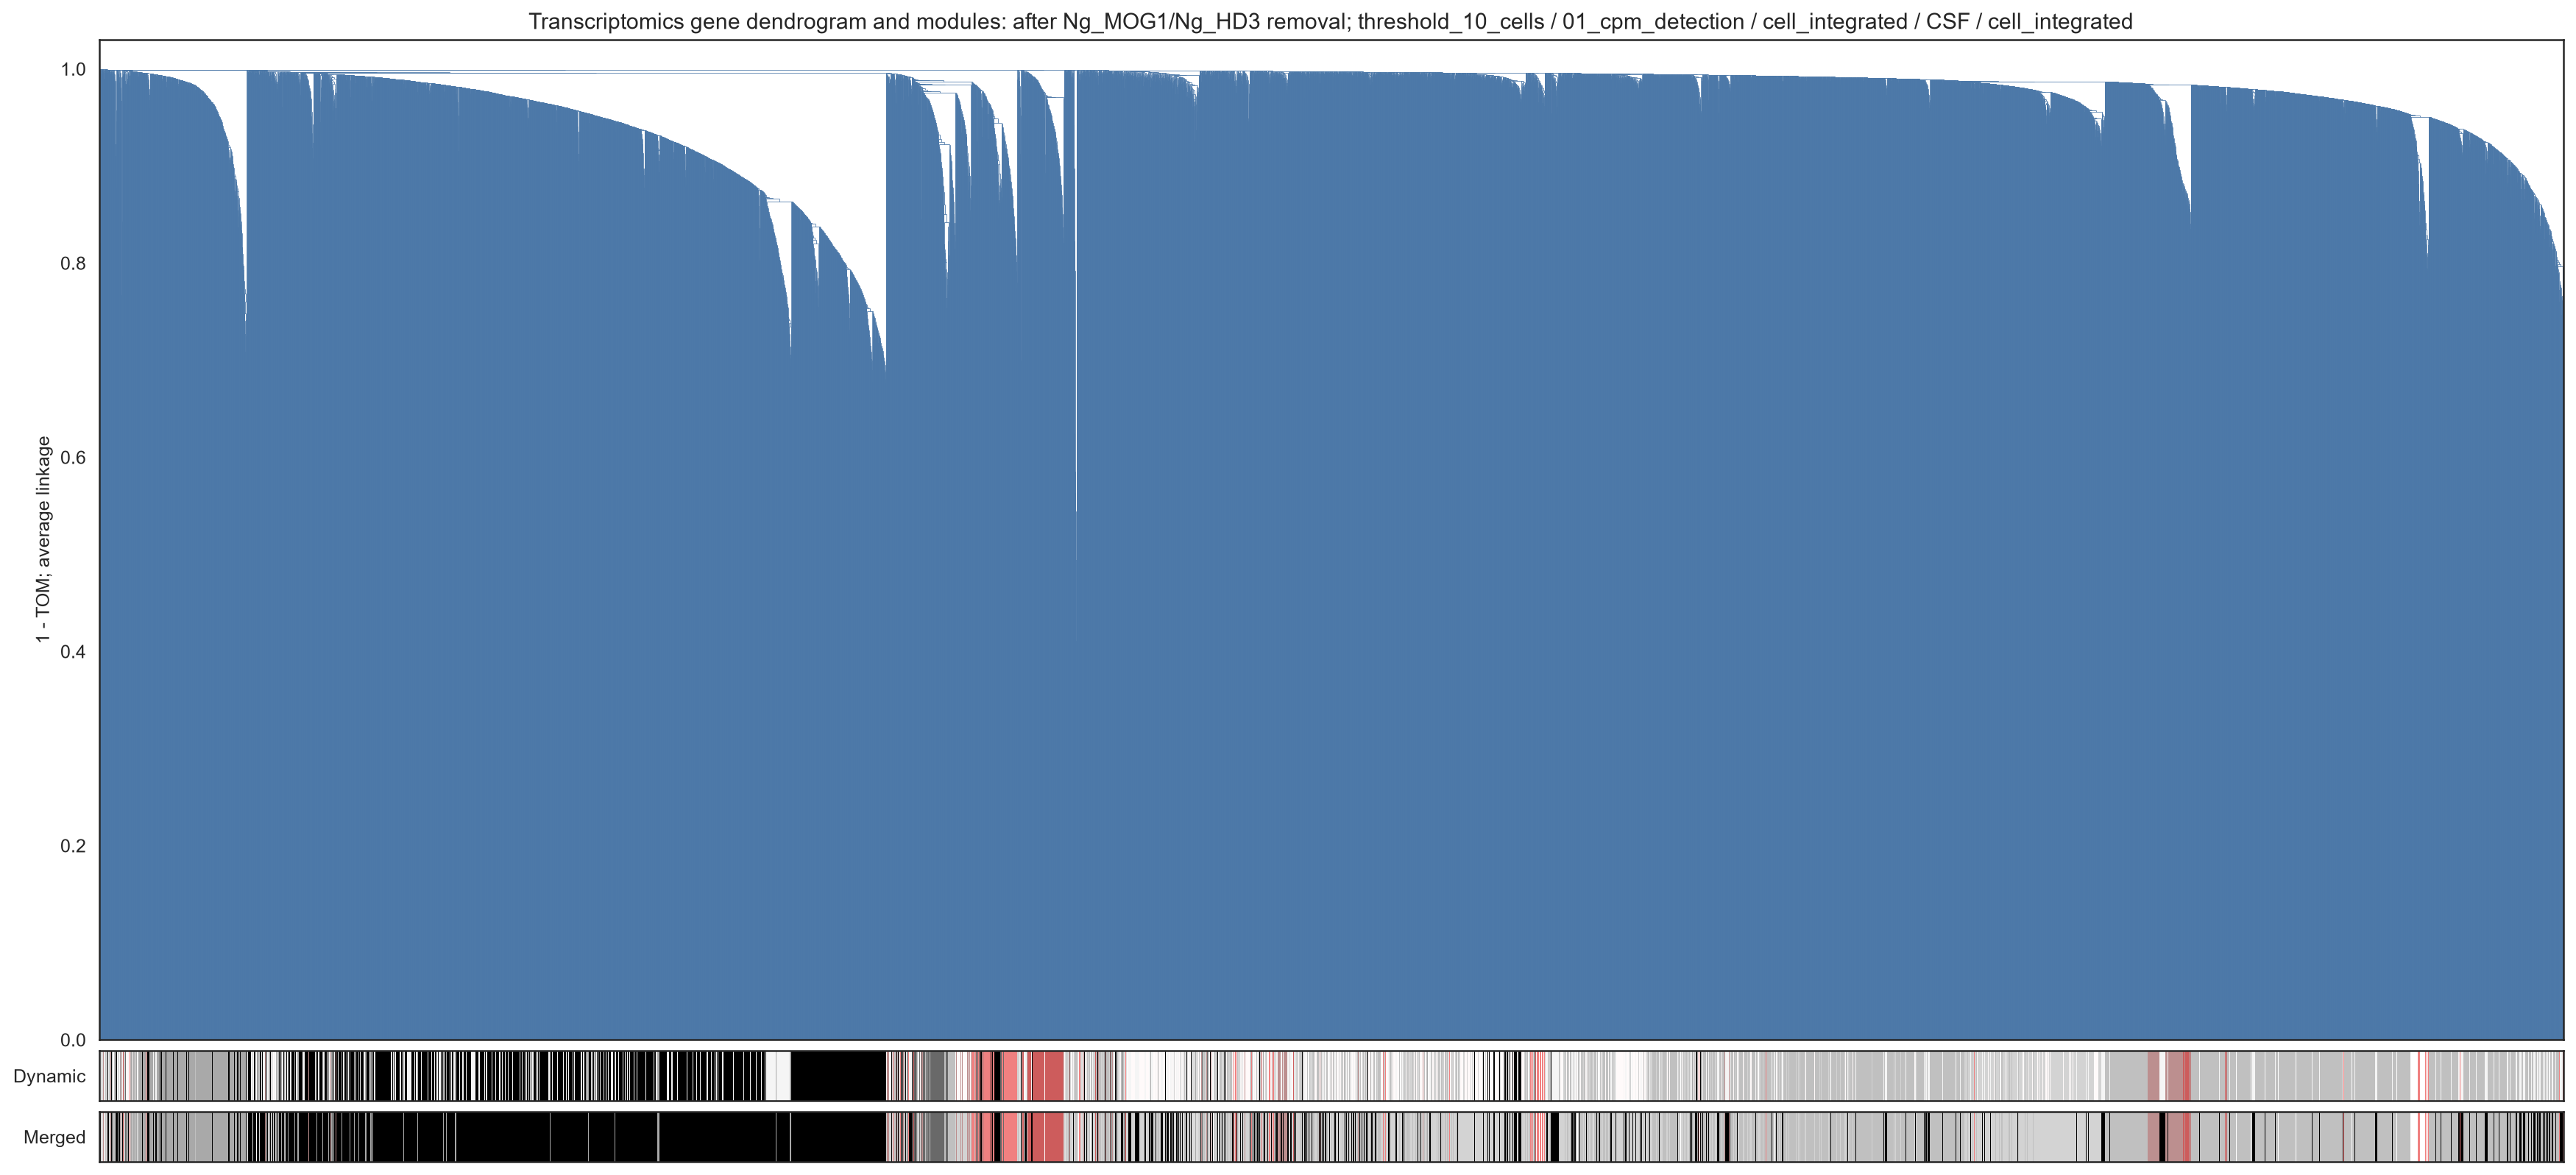 Transcriptomics gene dendrogram and modules: after Ng_MOG1/Ng_HD3 removal; threshold_10_cells / 01_cpm_detection / cell_integrated / CSF / cell_integrated
1.0
0.8
0.6
0.4
0.2
0.0
1 - TOM; average linkage
Dynamic
Merged